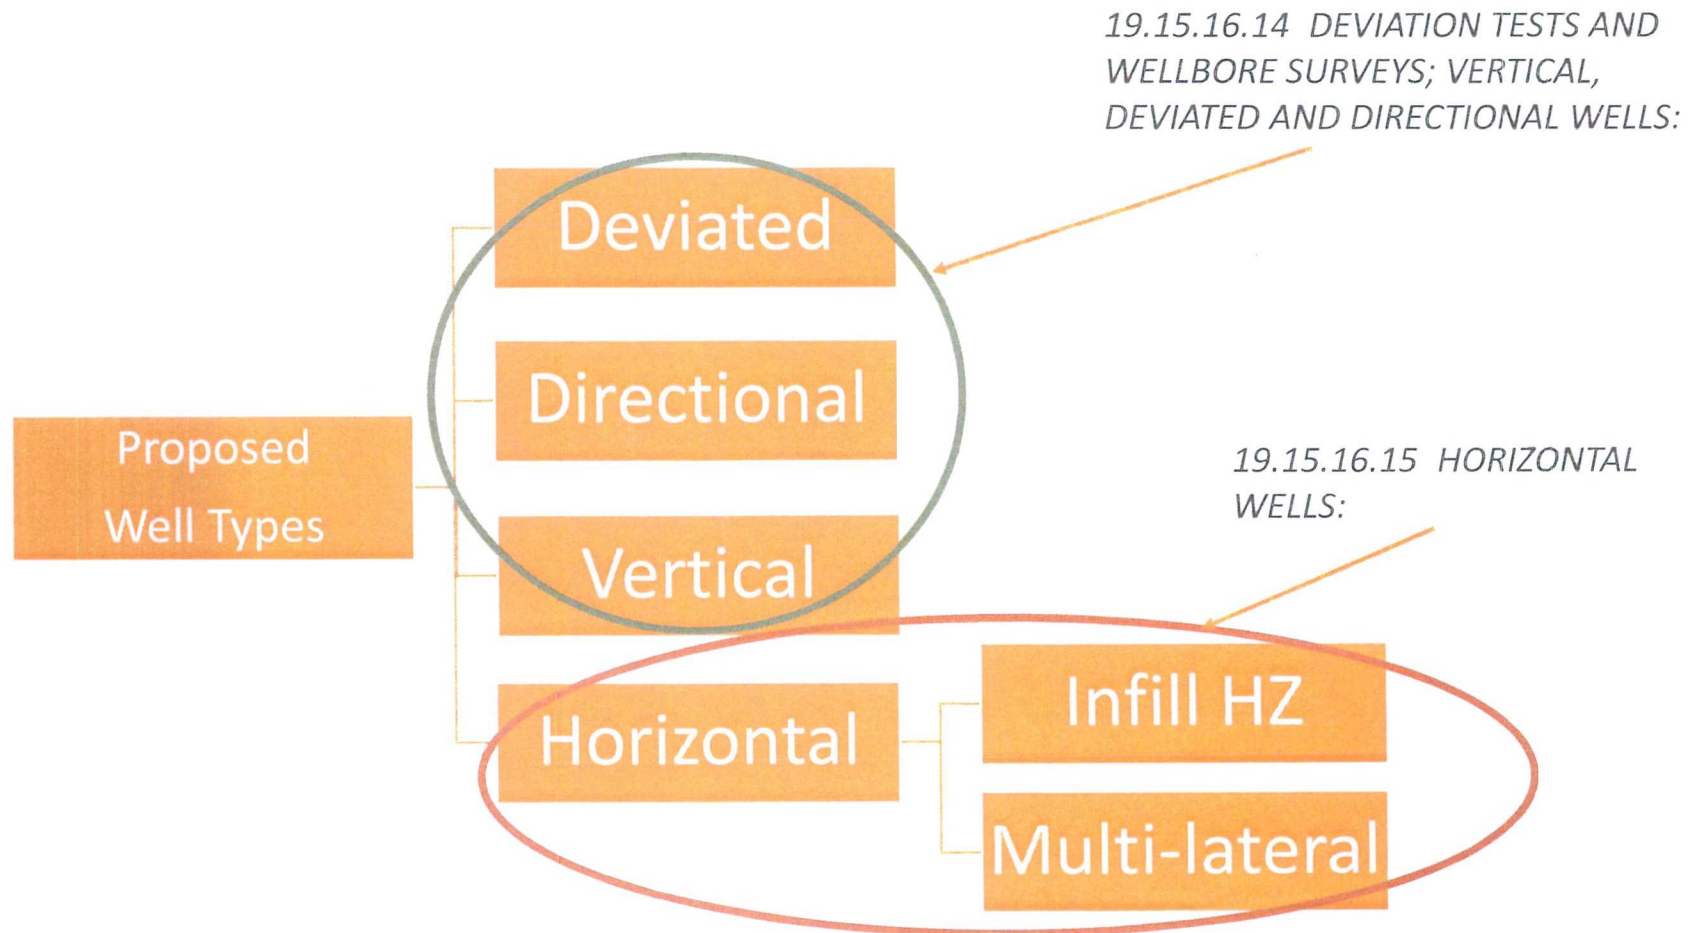 19.15.16.14 DEVIATION TESTS AND
WELLBORE SURVEYS; VERTICAL,
DEVIATED AND DIRECTIONAL WELLS:
Deviated
Directional
Proposed
Well Types
Vertical
19.15.16.15 HORIZONTAL
WELLS:
Horizontal
Infill HZ
Multi-lateral